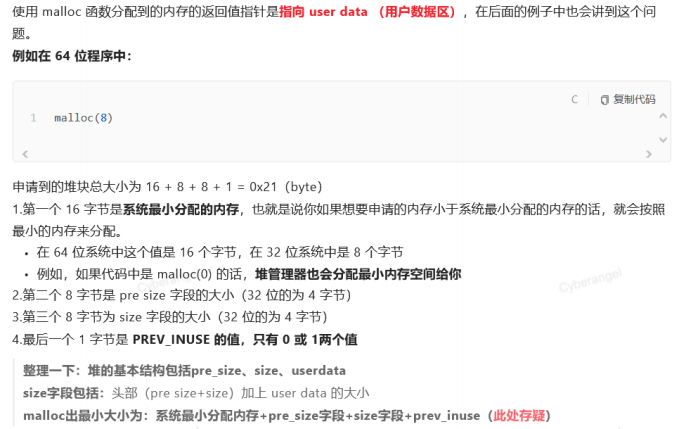 使用 malloc 函数分配到的内存的返回值指针是指向 user data （用户数据区），在后面的例子中也会讲到这个问
题。
例如在 64 位程序中：
C 复制代码
1 malloc(8)
申请到的堆块总大小为 16 + 8 + 8 + 1 = 0x21（byte）
1.第一个 16 字节是系统最小分配的内存，也就是说你如果想要申请的内存小于系统最小分配的内存的话，就会按照
最小的内存来分配。
• 在 64 位系统中这个值是 16 个字节，在 32 位系统中是 8 个字节
• 例如，如果代码中是 malloc(0) 的话，堆管理器也会分配最小内存空间给你
2.第二个 8 字节是 pre size 字段的大小（32 位的为 4 字节）
3.第三个 8 字节为 size 字段的大小（32 位的为 4 字节）
4.最后一个 1 字节是 PREV_INUSE 的值，只有 0 或 1两个值
整理一下：堆的基本结构包括pre_size、size、userdata
size字段包括：头部（pre size+size）加上 user data 的大小
malloc出最小大小为：系统最小分配内存+pre_size字段+size字段+prev_inuse（此处存疑）
Cyberangel